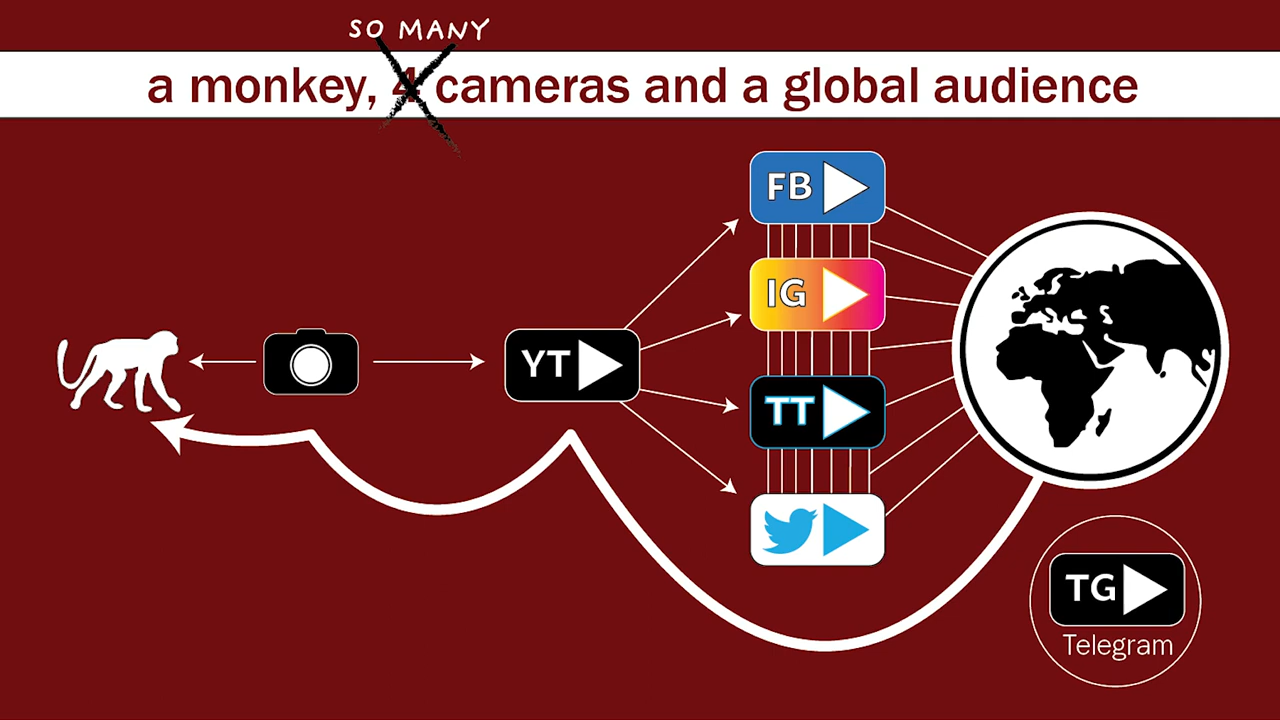 SO MANY
a monkey, 4 cameras and a global audience
FB
IG
YT
TT
TG
Telegram